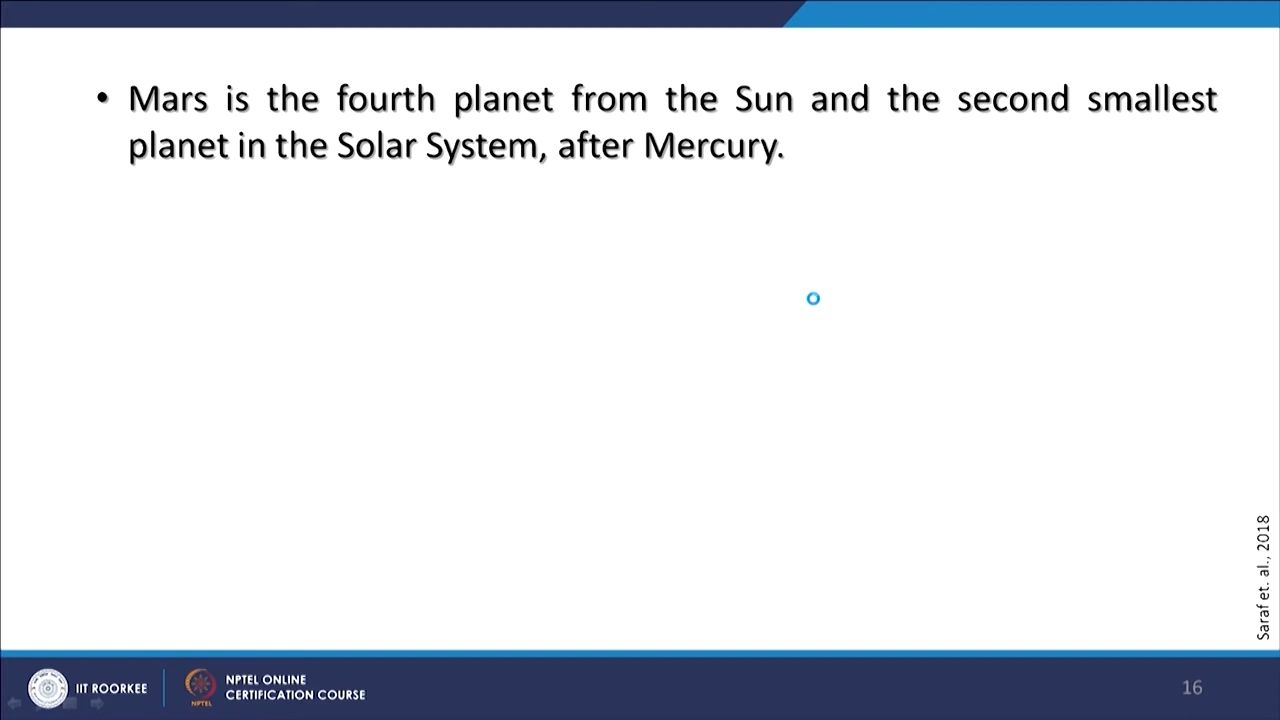 • Mars is the fourth planet from the Sun and the second smallest
planet in the Solar System, after Mercury.
Saraf et. al., 2018
IIT ROORKEE
NPTEL
NPTEL ONLINE
CERTIFICATION COURSE
16